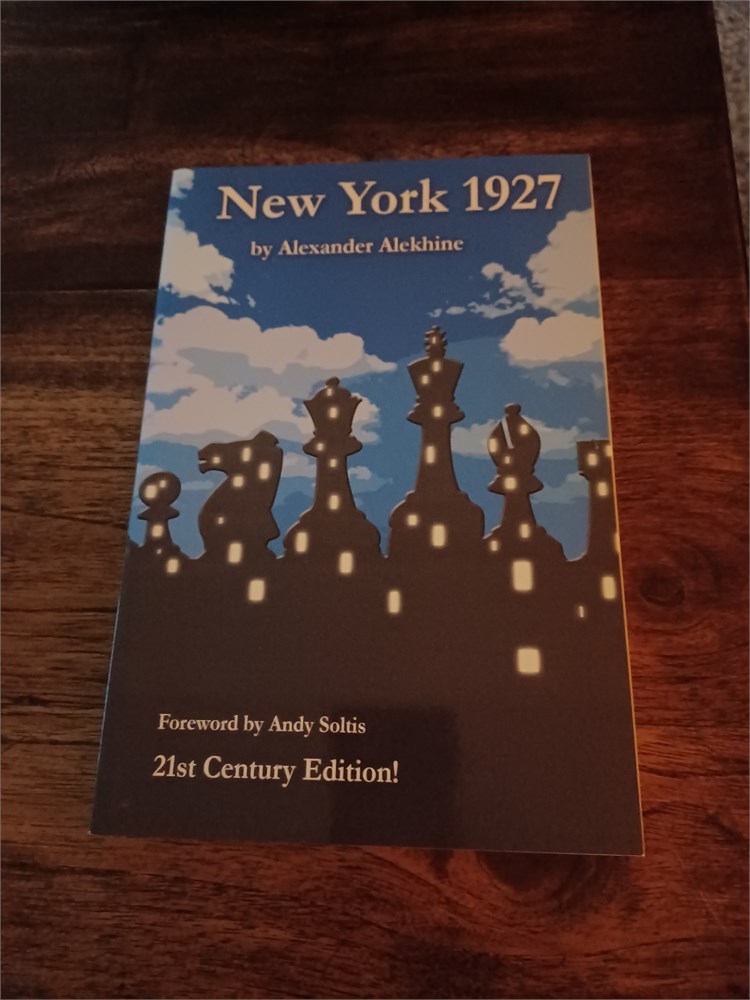 New York 1927
by Alexander Alekhine
Foreword by Andy Soltis
21st Century Edition!